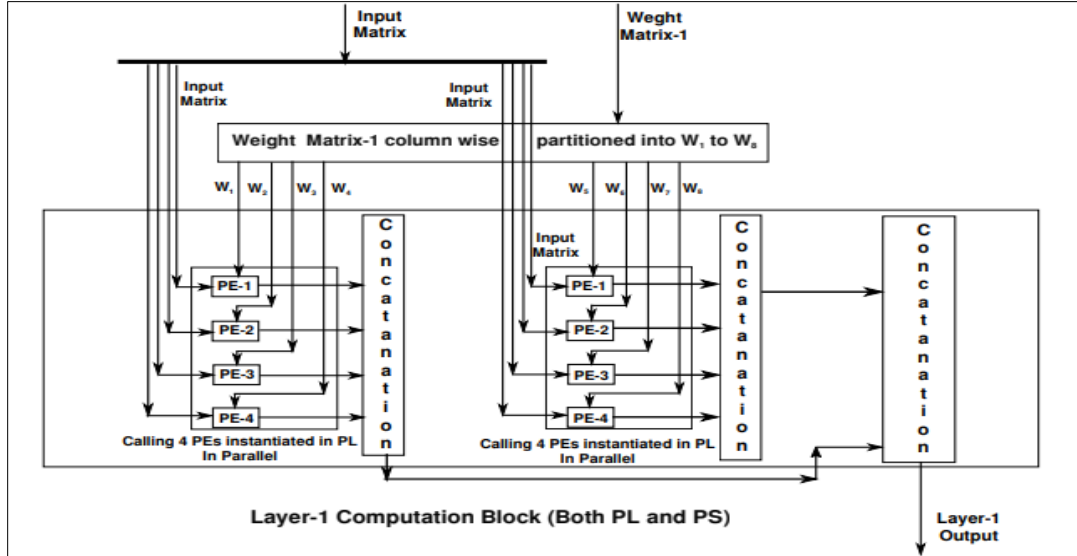 Input
Matrix
Weght
Matrix-1
Input
Matrix
Input
Matrix
Weight Matrix-1 column wise partitioned into W₁ to W₈
W₁ W₂ W₃ W₄ W₅ W₆ W₇ W₈
Input
Matrix
PE-1
PE-2
PE-3
PE-4
Concatanation
PE-1
PE-2
PE-3
PE-4
Concatanation
Concatanation
Calling 4 PEs instantiated in PL
In Parallel
Calling 4 PEs instantiated in PL
In Parallel
Layer-1 Computation Block (Both PL and PS)
Layer-1
Output